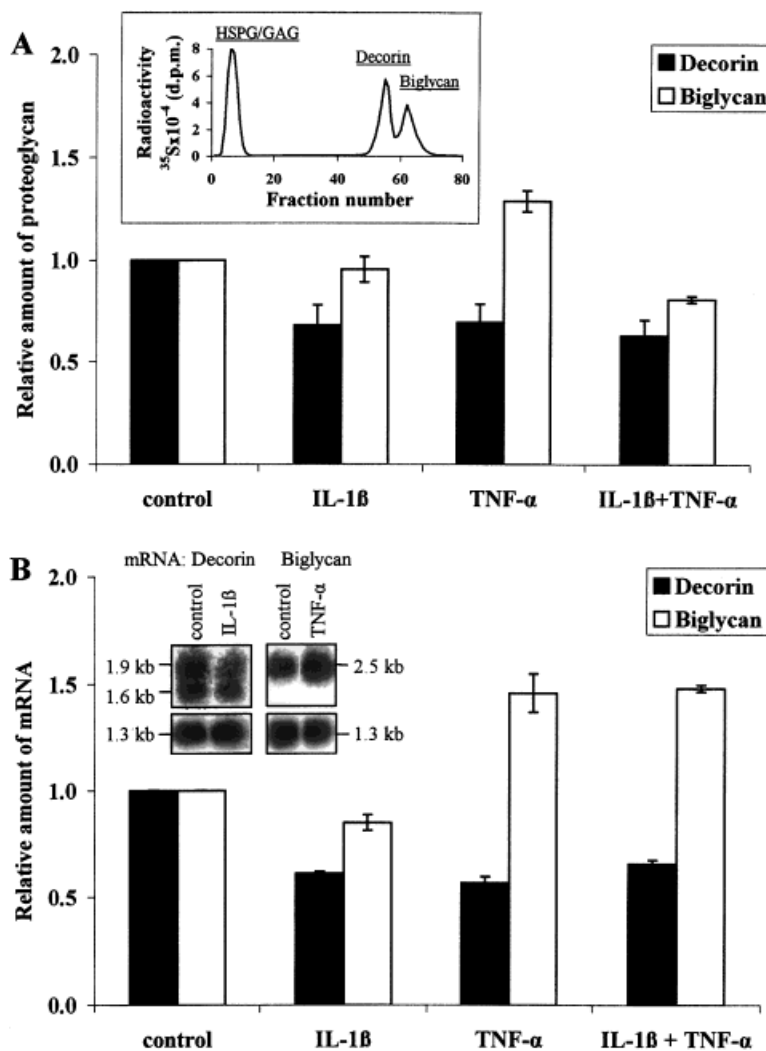 A
2.0
1.5
1.0
0.5
0.0
Relative amount of proteoglycan
HSPG/GAG
Decorin
Biglycan
Radioactivity
³⁵Sx10⁻⁴ (d.p.m.)
8
6
4
2
0
0 20 40 60 80
Fraction number
Decorin
Biglycan
control IL-1ß TNF-α IL-1ß+TNF-α
B
2.0
1.5
1.0
0.5
0.0
Relative amount of mRNA
mRNA: Decorin Biglycan
control IL-1ß control TNF-α
1.9 kb 2.5 kb
1.6 kb
1.3 kb 1.3 kb
Decorin
Biglycan
control IL-1ß TNF-α IL-1ß + TNF-α